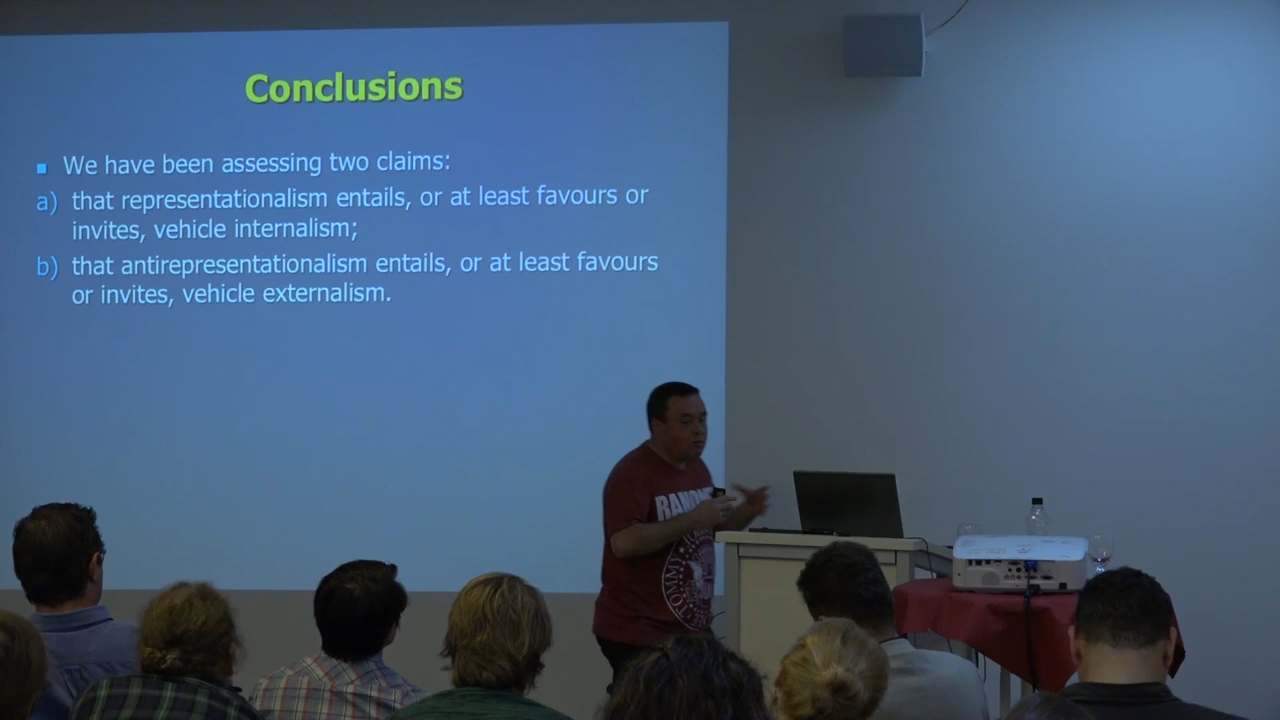 Conclusions
We have been assessing two claims:
a) that representationalism entails, or at least favours or
invites, vehicle internalism;
b) that antirepresentationalism entails, or at least favours
or invites, vehicle externalism.
TOMMY